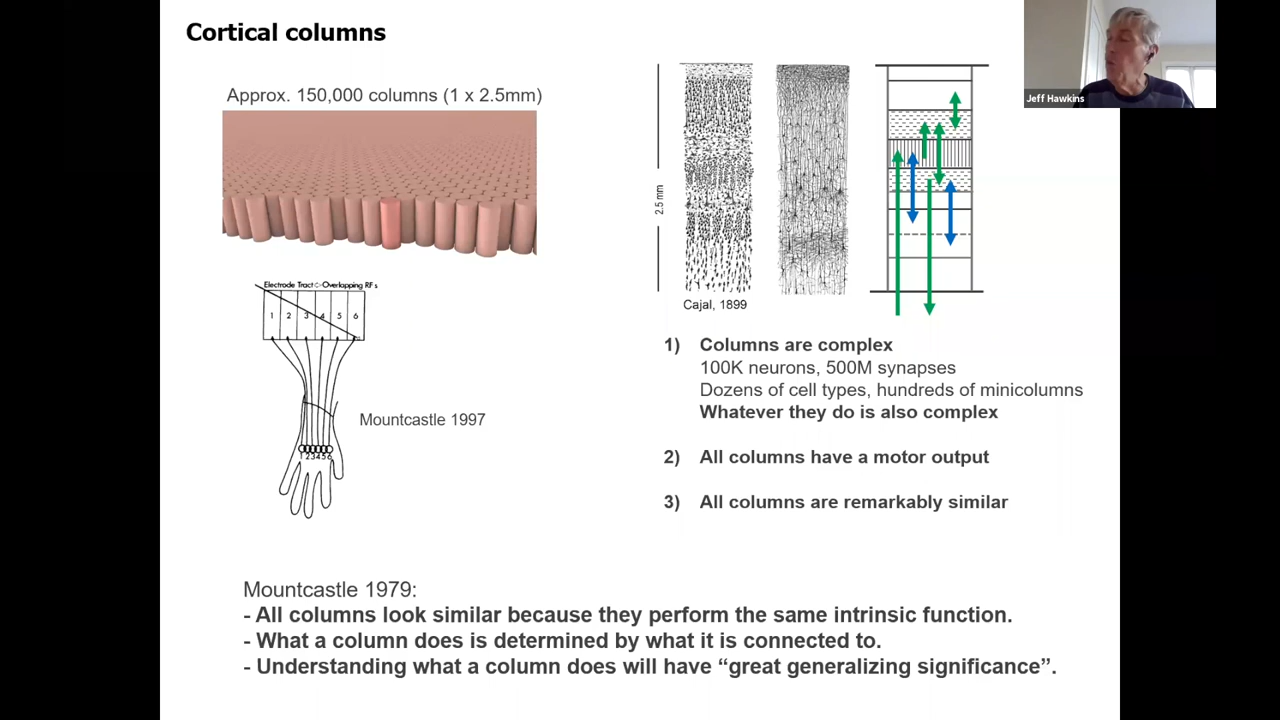 Cortical columns
Approx. 150,000 columns (1 x 2.5mm)
Electrode Tract
Overlapping RFs
1 2 3 4 5 6
Mountcastle 1997
123456
2.5 mm
Cajal, 1899
Jeff Hawkins
1) Columns are complex
100K neurons, 500M synapses
Dozens of cell types, hundreds of minicolumns
Whatever they do is also complex
2) All columns have a motor output
3) All columns are remarkably similar
Mountcastle 1979:
- All columns look similar because they perform the same intrinsic function.
- What a column does is determined by what it is connected to.
- Understanding what a column does will have “great generalizing significance”.